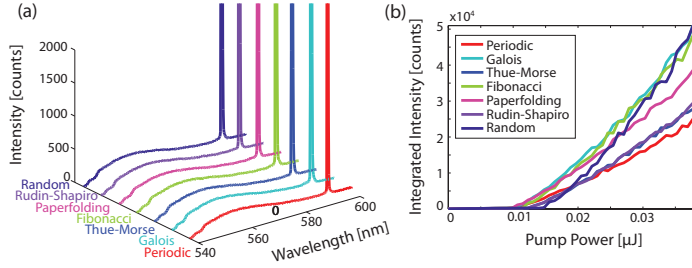 (a)
Intensity [counts]
2000
1500
1000
500
0
Random
Rudin-Shapiro
Paperfolding
Fibonacci
Thue-Morse
Galois
Periodic
540
560
580
600
0
Wavelength [nm]
(b)
x 10⁴
Integrated Intensity [counts]
5
4
3
2
1
0
Periodic
Galois
Thue-Morse
Fibonacci
Paperfolding
Rudin-Shapiro
Random
0
0.01
0.02
0.03
Pump Power [µJ]